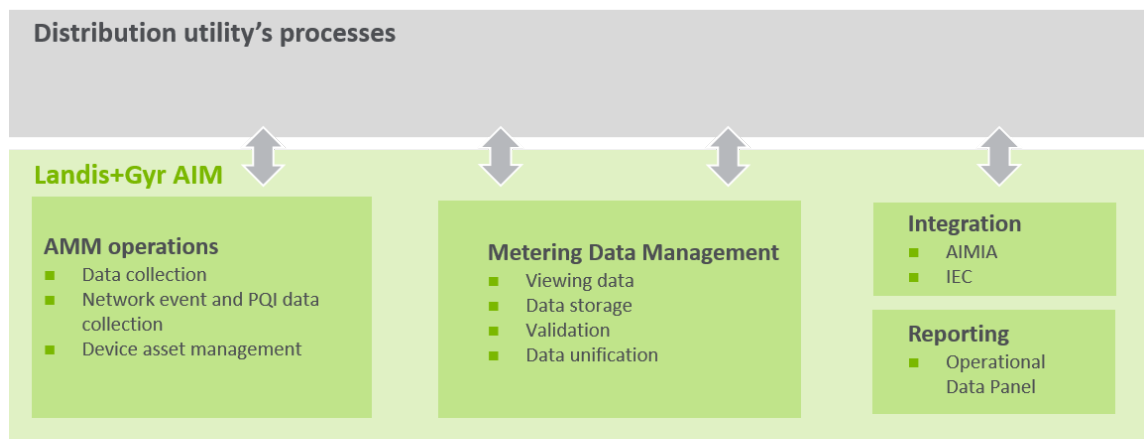 Distribution utility's processes
Landis+Gyr AIM
AMM operations
Data collection
Network event and PQI data
collection
Device asset management
Metering Data Management
Viewing data
Data storage
Validation
Data unification
Integration
AIMIA
IEC
Reporting
Operational
Data Panel